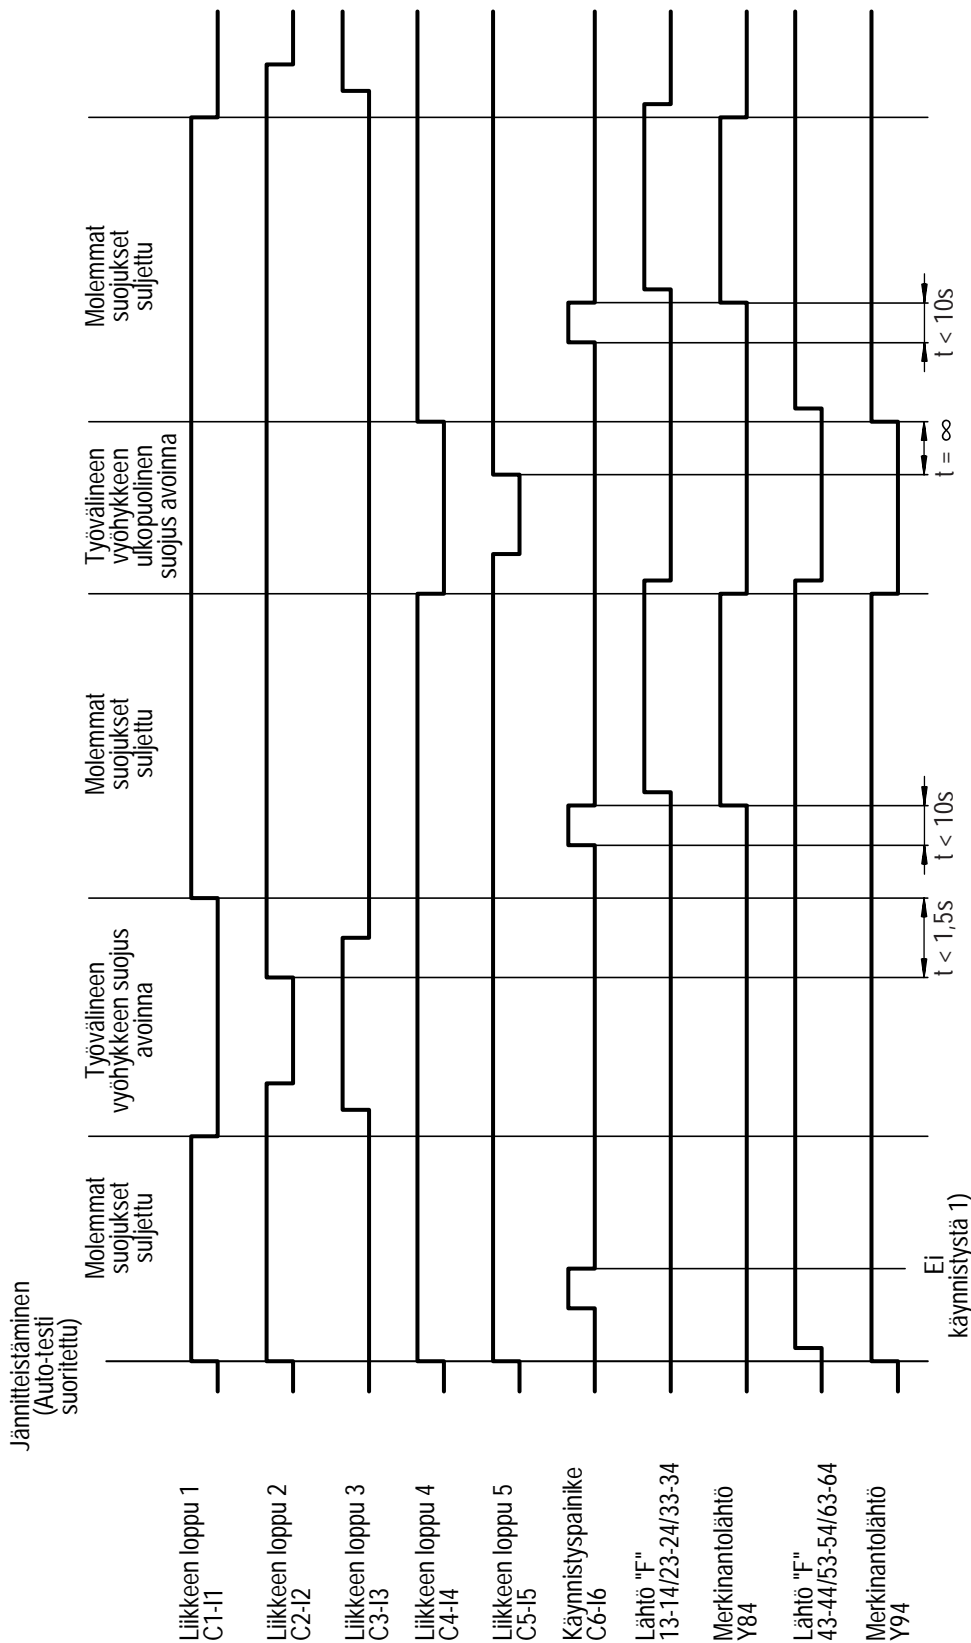 Jännitteistäminen
(Auto-testi
suoritettu)
Molemmat
suojukset
suljettu
Työvälineen
vyöhykkeen suojus
avoinna
Molemmat
suojukset
suljettu
Työvälineen
vyöhykkeen
ulkopuolinen
suojus avoinna
Molemmat
suojukset
suljettu
Liikkeen loppu 1
C1-I1
Liikkeen loppu 2
C2-I2
Liikkeen loppu 3
C3-I3
Liikkeen loppu 4
C4-I4
Liikkeen loppu 5
C5-I5
Käynnistyspainike
C6-I6
Lähtö "F"
13-14/23-24/33-34
Merkinantolähtö
Y84
Lähtö "F"
43-44/53-54/63-64
Merkinantolähtö
Y94
Ei
käynnistystä 1)
t < 1,5s
t < 10s
t = ∞
t < 10s